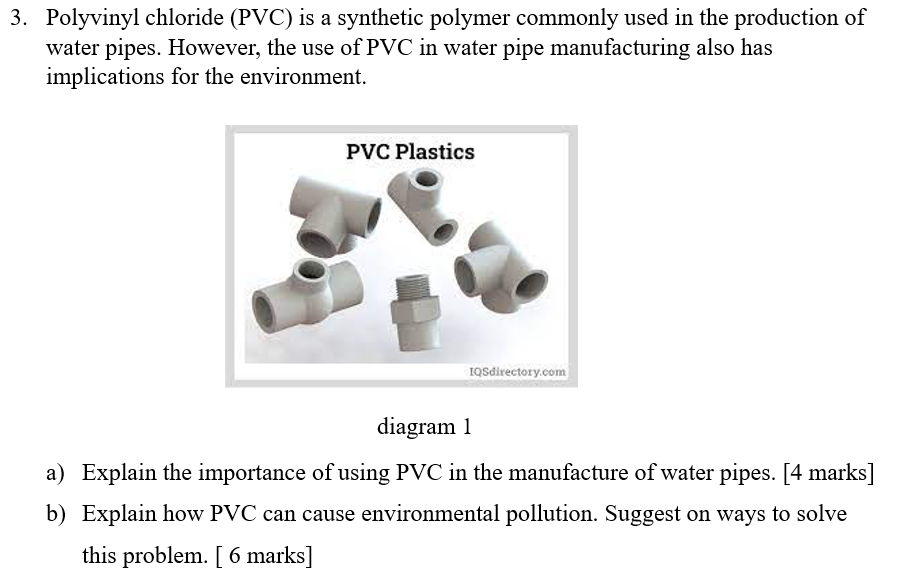 3. Polyvinyl chloride (PVC) is a synthetic polymer commonly used in the production of
water pipes. However, the use of PVC in water pipe manufacturing also has
implications for the environment.
PVC Plastics
IQSdirectory.com
diagram 1
a) Explain the importance of using PVC in the manufacture of water pipes. [4 marks]
b) Explain how PVC can cause environmental pollution. Suggest on ways to solve
this problem. [ 6 marks]